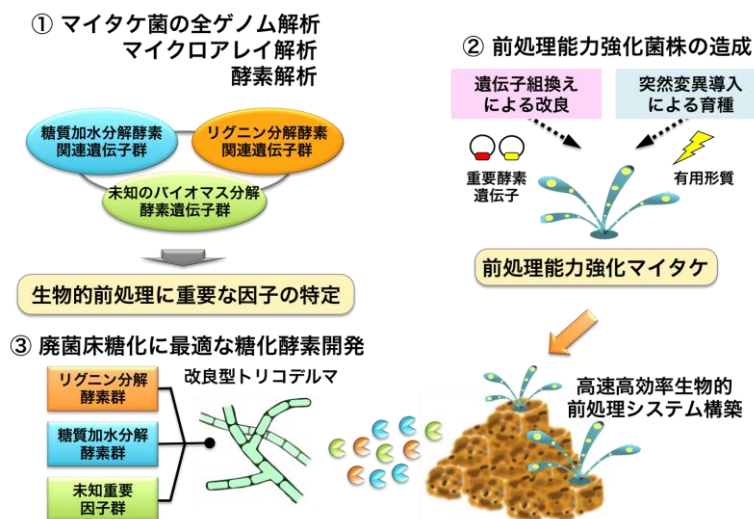 ① マイタケ菌の全ゲノム解析
マイクロアレイ解析
酵素解析
糖質加水分解酵素
関連遺伝子群
リグニン分解酵素
関連遺伝子群
未知のバイオマス分解
酵素遺伝子群
生物的前処理に重要な因子の特定
② 前処理能力強化菌株の造成
遺伝子組換え
による改良
突然変異導入
による育種
重要酵素
遺伝子
有用形質
前処理能力強化マイタケ
③ 廃菌床糖化に最適な糖化酵素開発
リグニン分解
酵素群
糖質加水分解
酵素群
未知重要
因子群
改良型トリコデルマ
高速高効率生物的
前処理システム構築